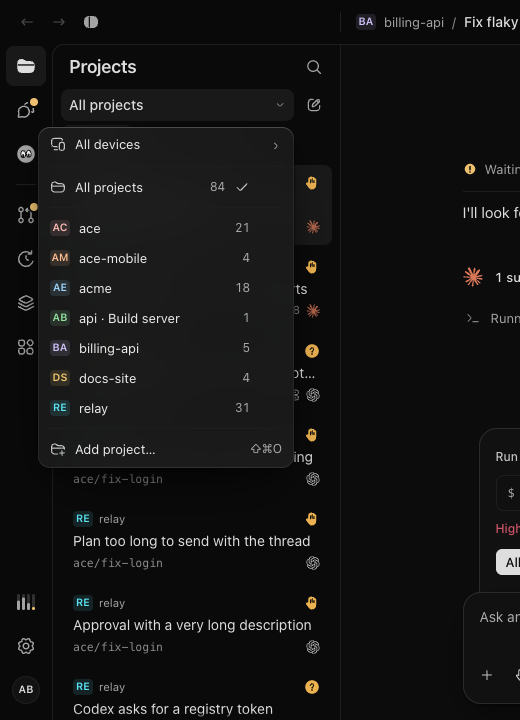 BA billing-api / Fix flaky
Projects
All projects
All devices
All projects 84
AC ace 21
AM ace-mobile 4
AE acme 18
AB api · Build server 1
BA billing-api 5
DS docs-site 4
RE relay 31
Add project... ⇧⌘O
ace/fix-login
RE relay
Plan too long to send with the thread
ace/fix-login
RE relay
Approval with a very long description
ace/fix-login
RE relay
Codex asks for a registry token
AB
Waitin
I'll look f
1 su
Runn
Run
$
High
All
Ask an